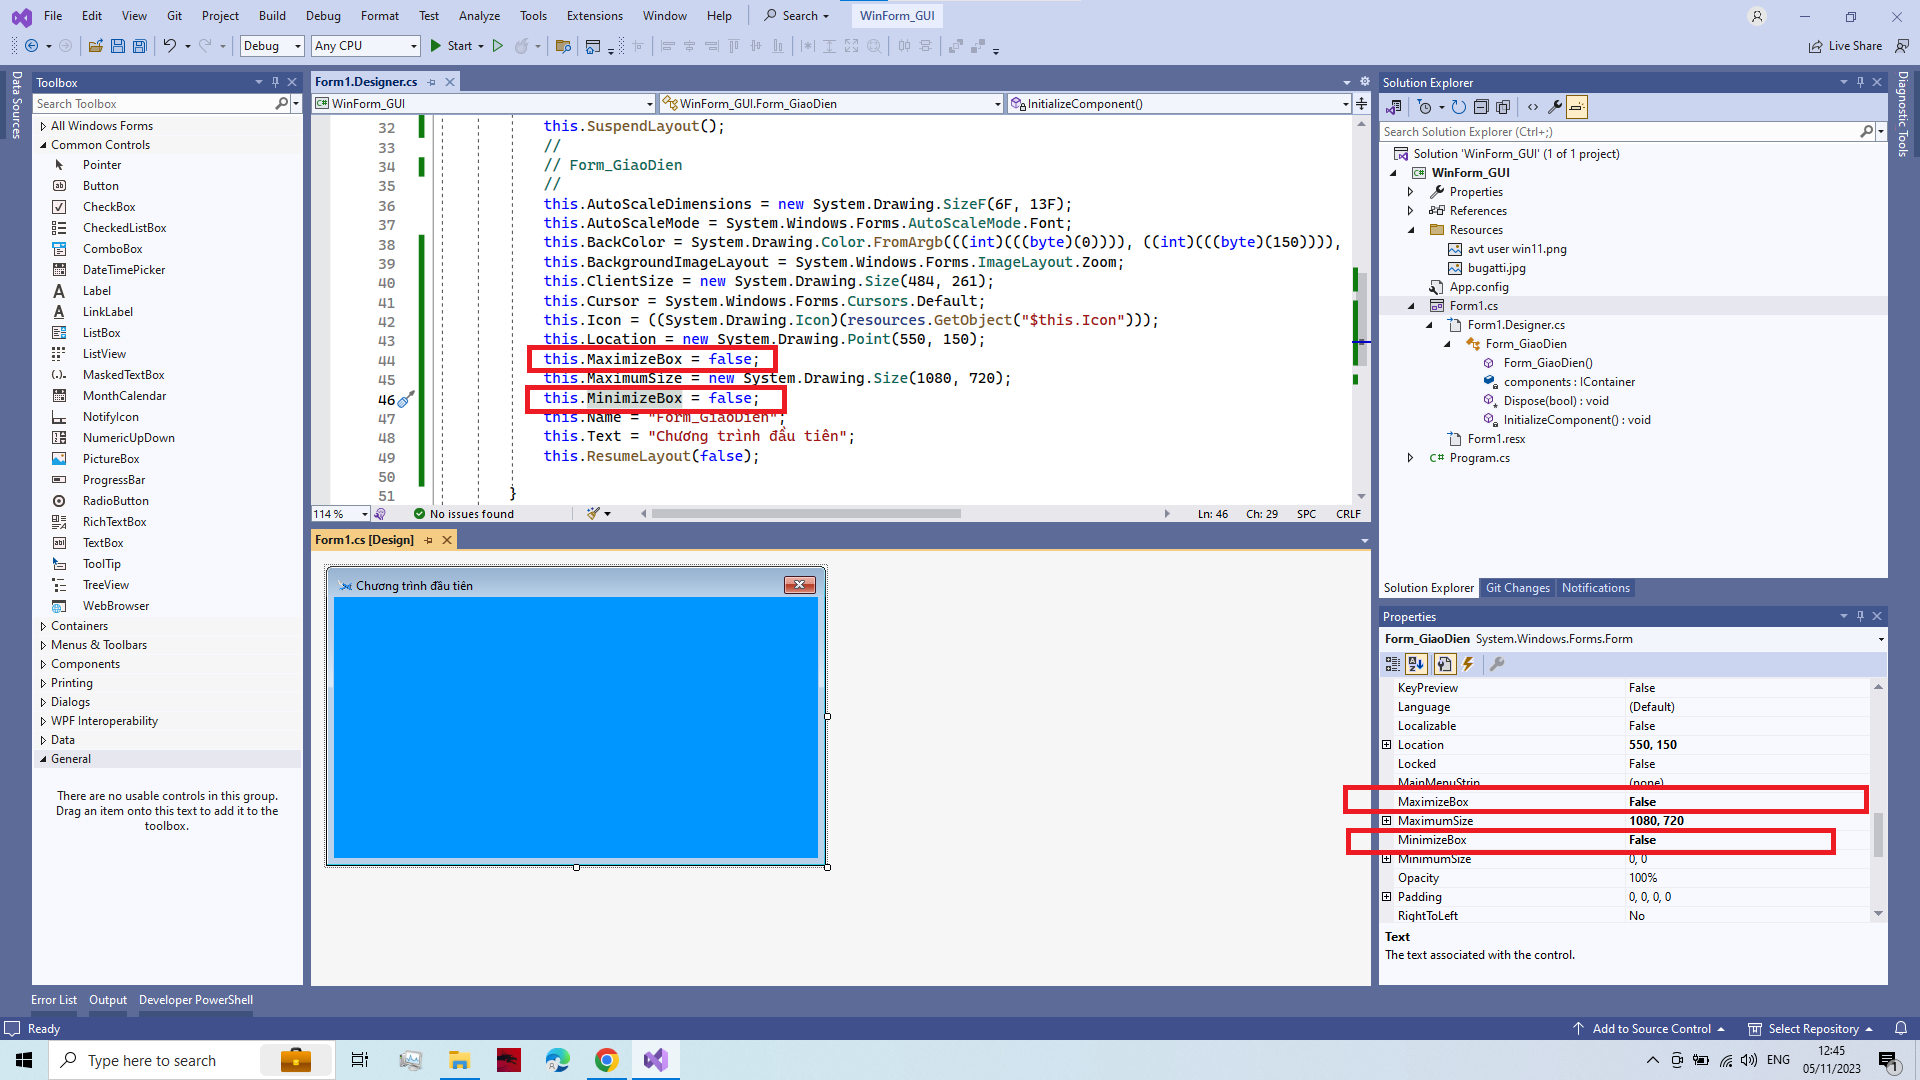 File Edit View Git Project Build Debug Format Test Analyze Tools Extensions Window Help Search WinForm_GUI
Debug Any CPU Start Live Share
Data Sources
Toolbox
Search Toolbox
All Windows Forms
Common Controls
Pointer
Button
CheckBox
CheckedListBox
ComboBox
DateTimePicker
Label
LinkLabel
ListBox
ListView
MaskedTextBox
MonthCalendar
NotifyIcon
NumericUpDown
PictureBox
ProgressBar
RadioButton
RichTextBox
TextBox
ToolTip
TreeView
WebBrowser
Containers
Menus & Toolbars
Components
Printing
Dialogs
WPF Interoperability
Data
General
There are no usable controls in this group.
Drag an item onto this text to add it to the
toolbox.
Form1.Designer.cs
WinForm_GUI WinForm_GUI.Form_GiaoDien InitializeComponent()
32 this.SuspendLayout();
33 //
34 // Form_GiaoDien
35 //
36 this.AutoScaleDimensions = new System.Drawing.SizeF(6F, 13F);
37 this.AutoScaleMode = System.Windows.Forms.AutoScaleMode.Font;
38 this.BackColor = System.Drawing.Color.FromArgb(((int)(((byte)(0)))), ((int)(((byte)(150)))),
39 this.BackgroundImageLayout = System.Windows.Forms.ImageLayout.Zoom;
40 this.ClientSize = new System.Drawing.Size(484, 261);
41 this.Cursor = System.Windows.Forms.Cursors.Default;
42 this.Icon = ((System.Drawing.Icon)(resources.GetObject("$this.Icon")));
43 this.Location = new System.Drawing.Point(550, 150);
44 this.MaximizeBox = false;
45 this.MaximumSize = new System.Drawing.Size(1080, 720);
46 this.MinimizeBox = false;
47 this.Name = "Form_GiaoDien";
48 this.Text = "Chương trình đầu tiên";
49 this.ResumeLayout(false);
50
51 }
114 % No issues found Ln: 46 Ch: 29 SPC CRLF
Form1.cs [Design]
Chương trình đầu tiên
Solution Explorer
Search Solution Explorer (Ctrl+;)
Solution 'WinForm_GUI' (1 of 1 project)
WinForm_GUI
Properties
References
Resources
avt user win11.png
bugatti.jpg
App.config
Form1.cs
Form1.Designer.cs
Form_GiaoDien
Form_GiaoDien()
components : IContainer
Dispose(bool) : void
InitializeComponent() : void
Form1.resx
C# Program.cs
Solution Explorer Git Changes Notifications
Diagnostic Tools
Properties
Form_GiaoDien System.Windows.Forms.Form
KeyPreview False
Language (Default)
Localizable False
Location 550, 150
Locked False
MainMenuStrip (none)
MaximizeBox False
MaximumSize 1080, 720
MinimizeBox False
MinimumSize 0, 0
Opacity 100%
Padding 0, 0, 0, 0
RightToLeft No
Text
The text associated with the control.
Error List Output Developer PowerShell
Ready Add to Source Control Select Repository
Type here to search ENG 12:45
05/11/2023 1